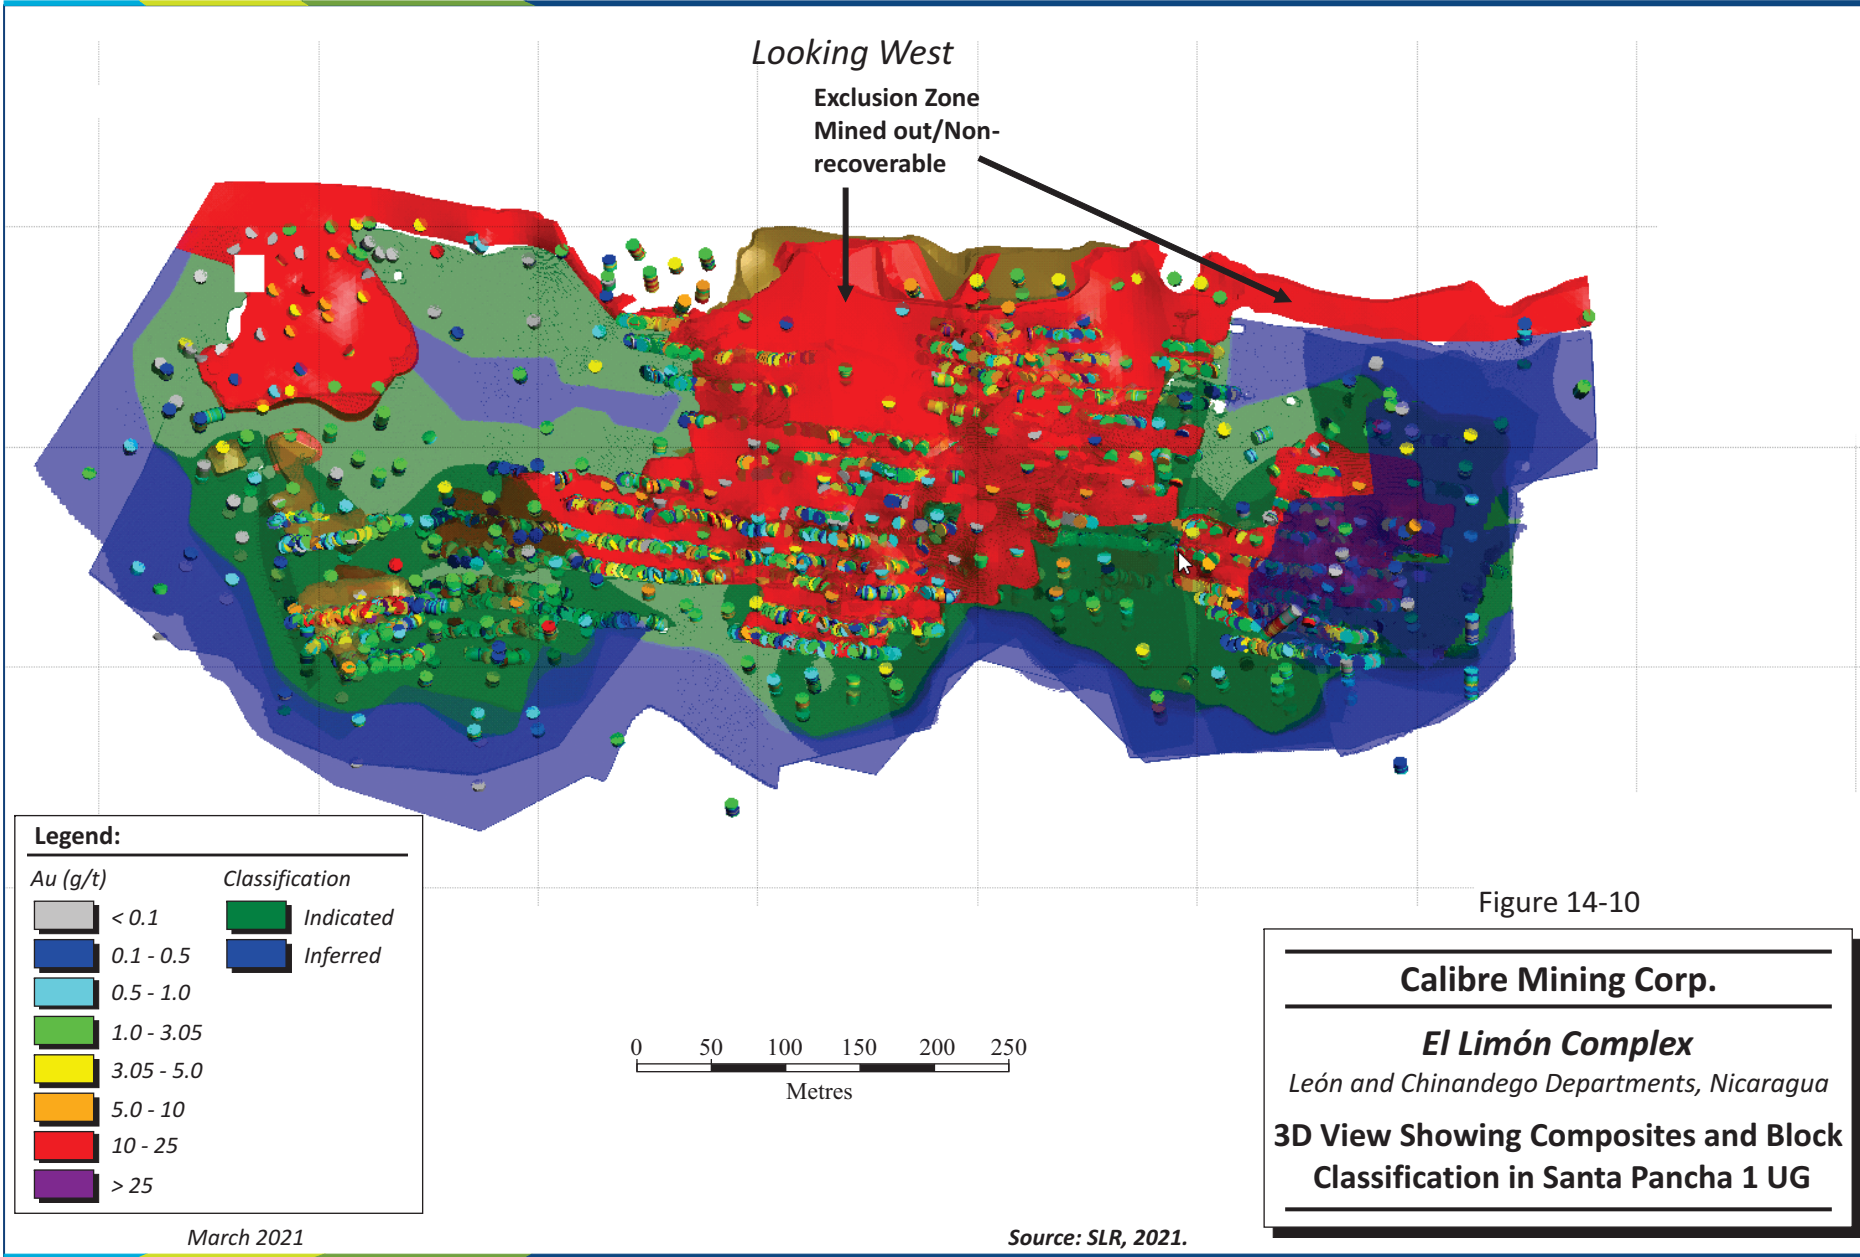 Looking West
Exclusion Zone
Mined out/Non-
recoverable
Legend:
Au (g/t)
Classification
< 0.1
Indicated
0.1 - 0.5
Inferred
0.5 - 1.0
1.0 - 3.05
3.05 - 5.0
5.0 - 10
10 - 25
> 25
0 50 100 150 200 250
Metres
Figure 14-10
Calibre Mining Corp.
El Limón Complex
León and Chinandego Departments, Nicaragua
3D View Showing Composites and Block
Classification in Santa Pancha 1 UG
March 2021
Source: SLR, 2021.